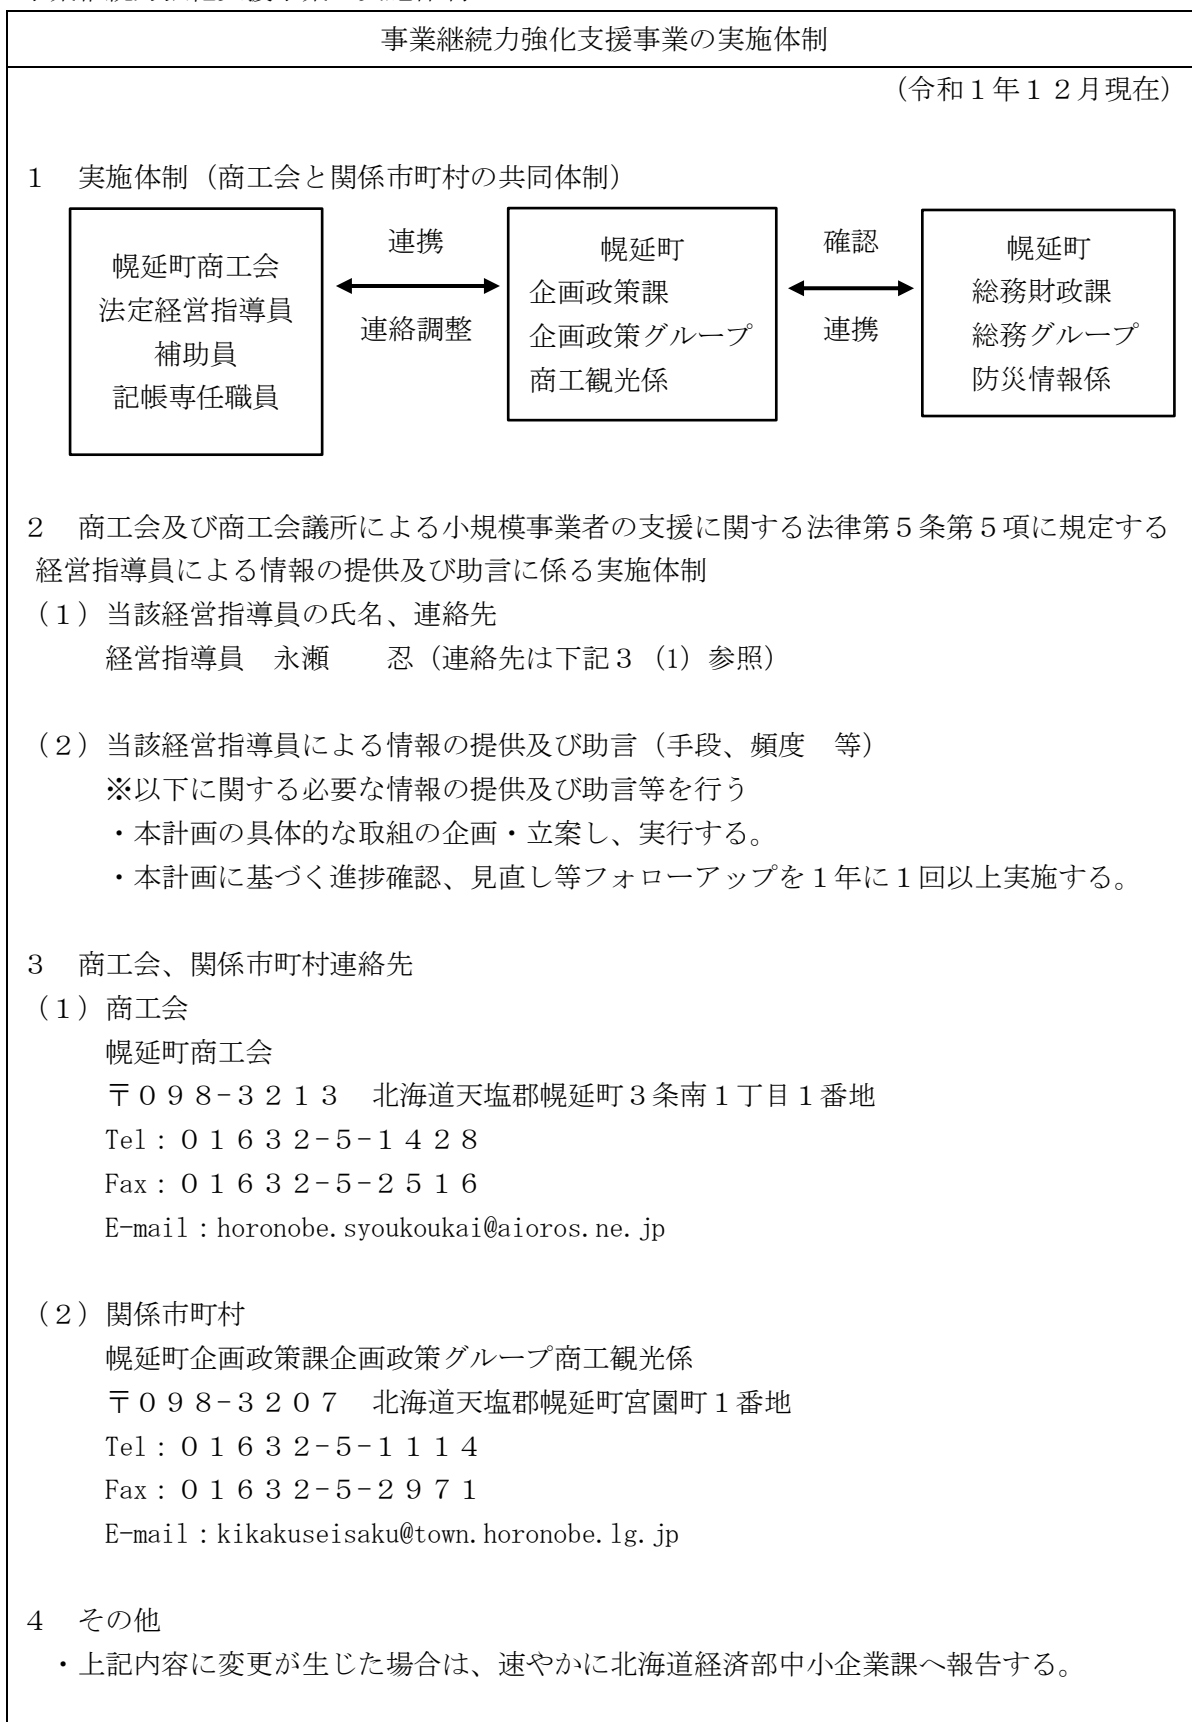 事業継続力強化支援事業の実施体制
（令和１年１２月現在）
１　実施体制（商工会と関係市町村の共同体制）
幌延町商工会
法定経営指導員
補助員
記帳専任職員
連携
連絡調整
幌延町
企画政策課
企画政策グループ
商工観光係
確認
連携
幌延町
総務財政課
総務グループ
防災情報係
２　商工会及び商工会議所による小規模事業者の支援に関する法律第５条第５項に規定する
経営指導員による情報の提供及び助言に係る実施体制
（１）当該経営指導員の氏名、連絡先
経営指導員　永瀬　　忍（連絡先は下記３（1）参照）
（２）当該経営指導員による情報の提供及び助言（手段、頻度　等）
※以下に関する必要な情報の提供及び助言等を行う
・本計画の具体的な取組の企画・立案し、実行する。
・本計画に基づく進捗確認、見直し等フォローアップを１年に１回以上実施する。
３　商工会、関係市町村連絡先
（１）商工会
幌延町商工会
〒０９８-３２１３　北海道天塩郡幌延町３条南１丁目１番地
Tel：０１６３２-５-１４２８
Fax：０１６３２-５-２５１６
E-mail：horonobe.syoukoukai@aioros.ne.jp
（２）関係市町村
幌延町企画政策課企画政策グループ商工観光係
〒０９８-３２０７　北海道天塩郡幌延町宮園町１番地
Tel：０１６３２-５-１１１４
Fax：０１６３２-５-２９７１
E-mail：kikakuseisaku@town.horonobe.lg.jp
４　その他
・上記内容に変更が生じた場合は、速やかに北海道経済部中小企業課へ報告する。